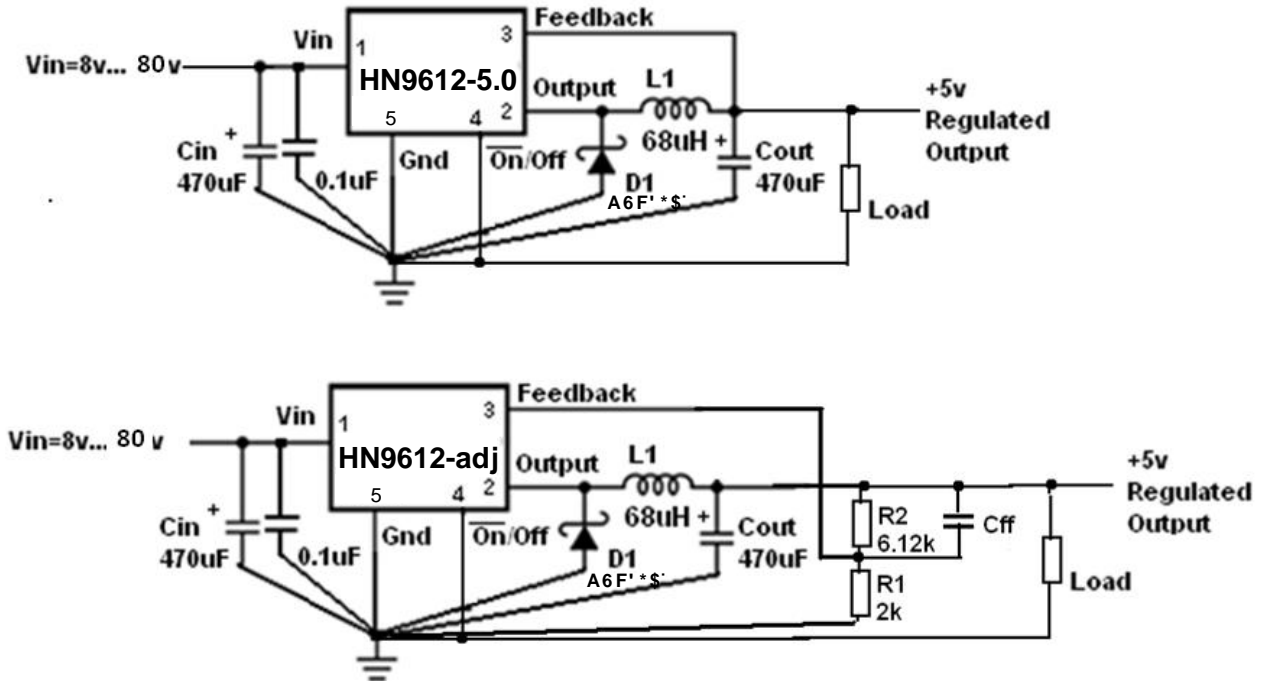 Feedback
Vin 1 3
Vin=8v... 80v
HN9612-5.0
Output L1
2
+5v
Regulated
Output
5 4
Gnd On/Off
68uH +
Cin +
470uF
0.1uF
D1
A6F'*$˙
Cout
470uF
Load
Feedback
Vin 1 3
Vin=8v... 80 v
HN9612-adj
Output L1
2
+5v
Regulated
Output
5 4
Gnd On/Off
68uH +
Cin +
470uF
0.1uF
D1
A6F'*$˙
Cout
470uF
R2
6.12k
Cff
R1
2k
Load